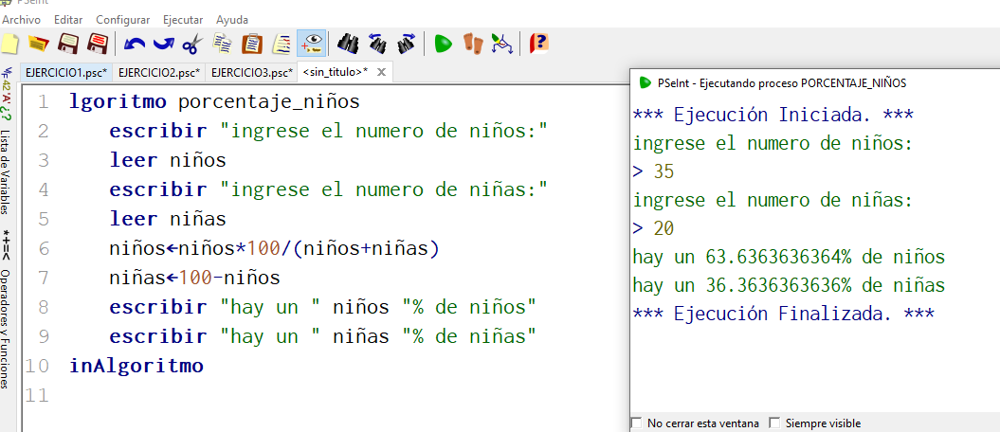 PSeInt
Archivo Editar Configurar Ejecutar Ayuda
EJERCICIO1.psc* EJERCICIO2.psc* EJERCICIO3.psc* <sin_titulo>*
Lista de Variables
Operadores y Funciones
1 lgoritmo porcentaje_niños
2 escribir "ingrese el numero de niños:"
3 leer niños
4 escribir "ingrese el numero de niñas:"
5 leer niñas
6 niños←niños*100/(niños+niñas)
7 niñas←100-niños
8 escribir "hay un " niños "% de niños"
9 escribir "hay un " niñas "% de niñas"
10 inAlgoritmo
11
PSeInt - Ejecutando proceso PORCENTAJE_NIÑOS
*** Ejecución Iniciada. ***
ingrese el numero de niños:
> 35
ingrese el numero de niñas:
> 20
hay un 63.6363636364% de niños
hay un 36.3636363636% de niñas
*** Ejecución Finalizada. ***
No cerrar esta ventana Siempre visible